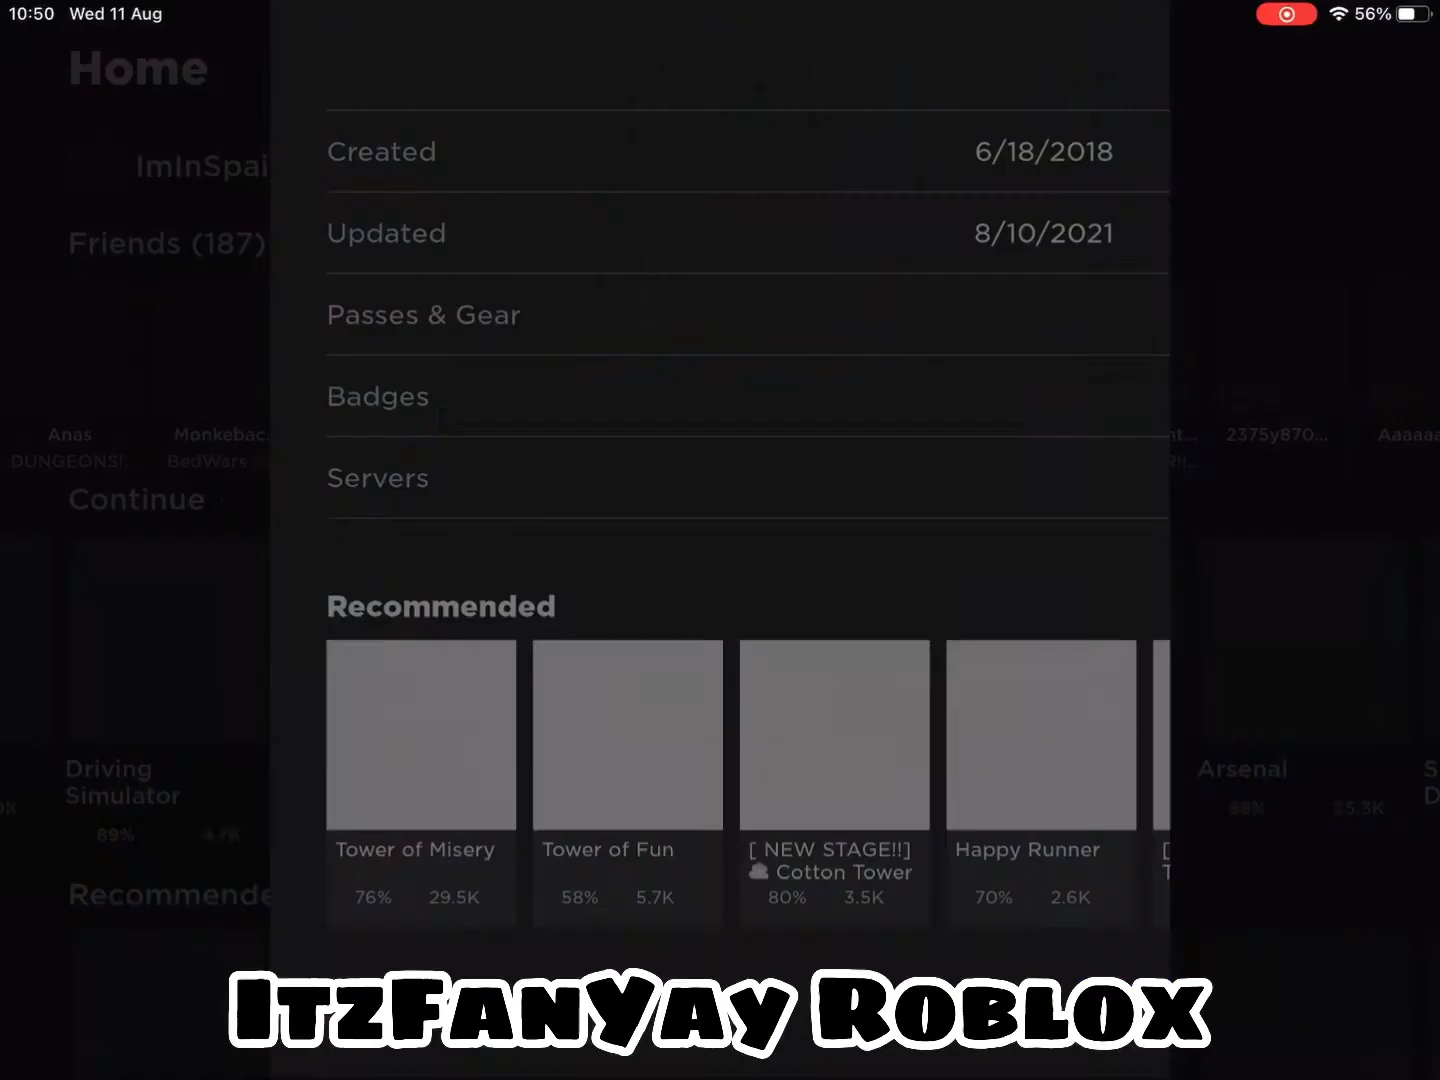 10:50 Wed 11 Aug
56%
Home
ImInSpai
Friends (187)
Created 6/18/2018
Updated 8/10/2021
Passes & Gear
Badges
Servers
Anas
DUNGEONS!.
Monkebac.
BedWars
nt...
2375y870...
Aaaaaa
Continue
Recommended
Driving
Simulator
89% 4.7K
Tower of Misery
76% 29.5K
Tower of Fun
58% 5.7K
[ NEW STAGE!!]
Cotton Tower
80% 3.5K
Happy Runner
70% 2.6K
Arsenal
Recommende
ItzFanYay Roblox